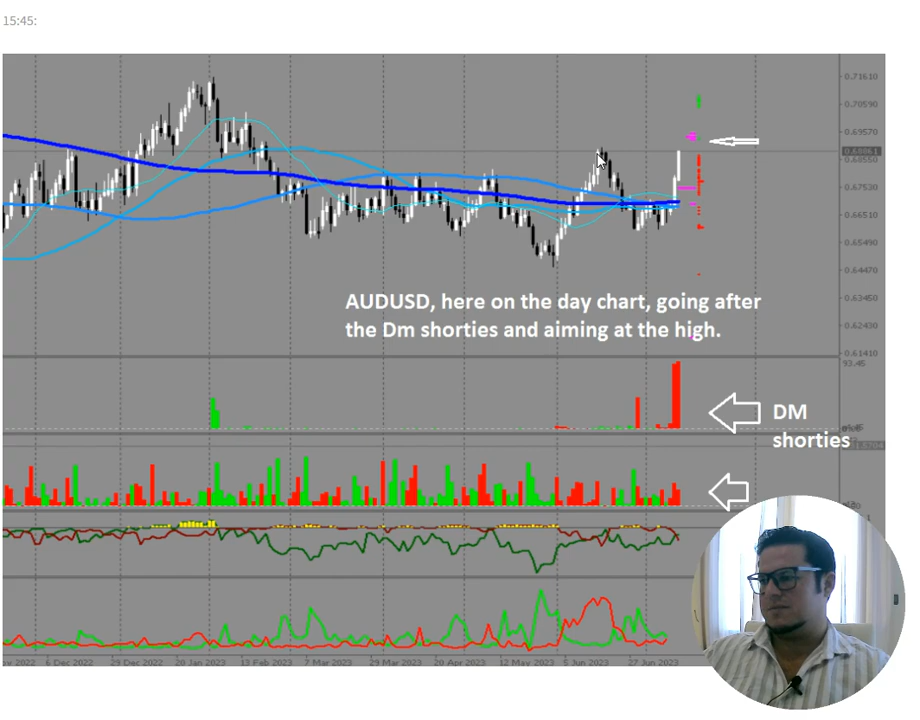 15:45:
0.71610
0.70590
0.69570
0.68861
0.68550
0.67530
0.66510
0.65490
0.64470
0.63450
0.62430
0.61410
AUDUSD, here on the day chart, going after
the Dm shorties and aiming at the high.
93.45
DM
shorties
6 Dec 2022 29 Dec 2022 20 Jan 2023 13 Feb 2023 7 Mar 2023 29 Mar 2023 20 Apr 2023 12 May 2023 5 Jun 2023 27 Jun 2023